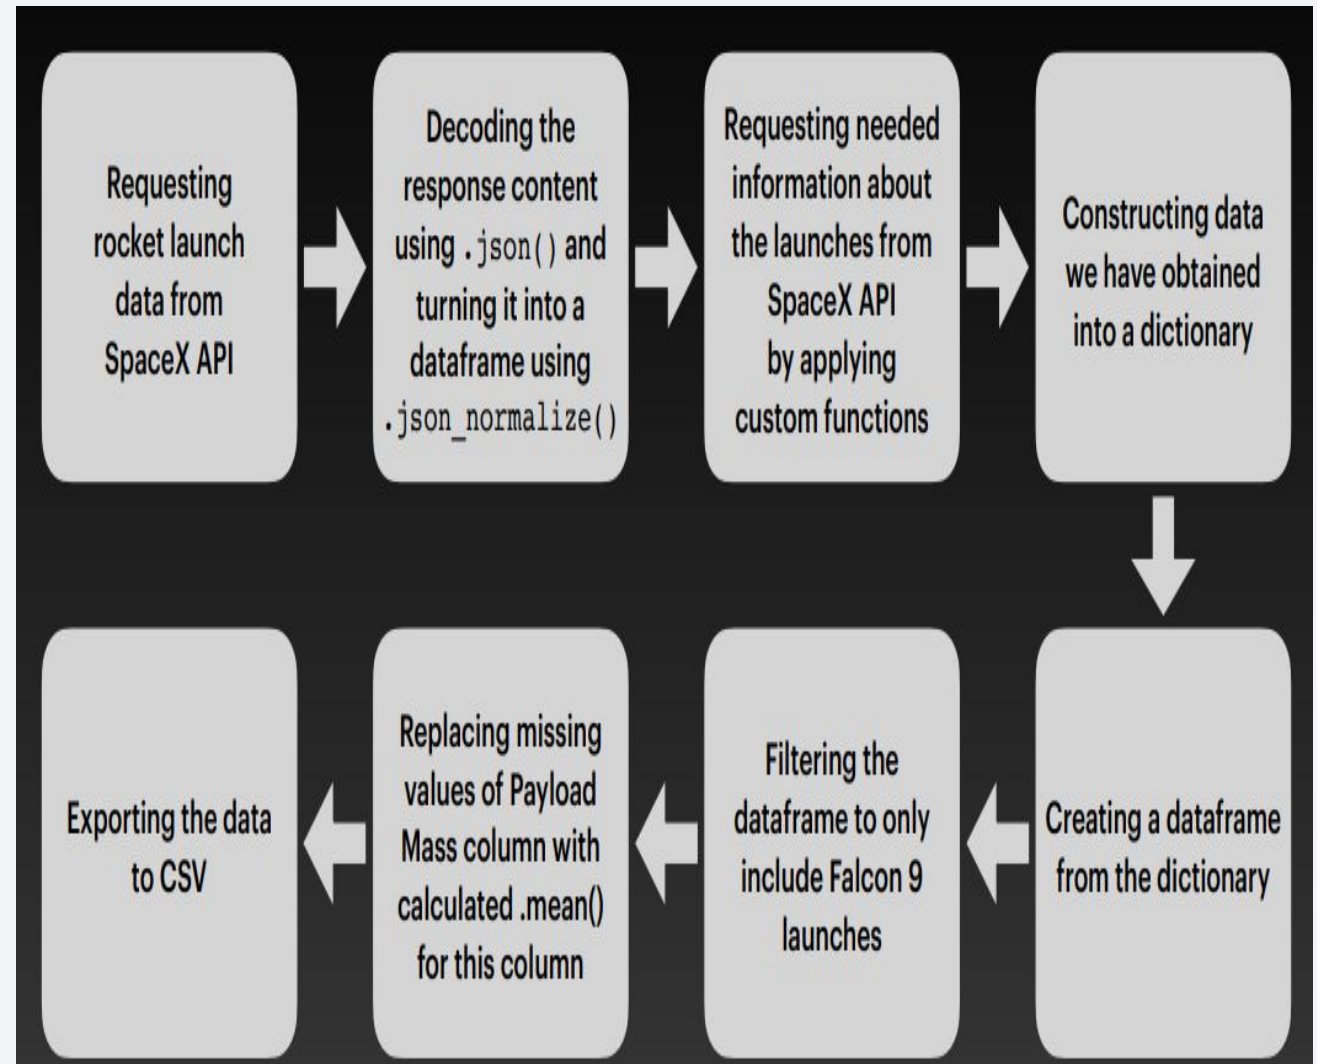 Requesting
rocket launch
data from
SpaceX API
Decoding the
response content
using .json() and
turning it into a
dataframe using
.json_normalize()
Requesting needed
information about
the launches from
SpaceX API
by applying
custom functions
Constructing data
we have obtained
into a dictionary
Creating a dataframe
from the dictionary
Filtering the
dataframe to only
include Falcon 9
launches
Replacing missing
values of Payload
Mass column with
calculated .mean()
for this column
Exporting the data
to CSV